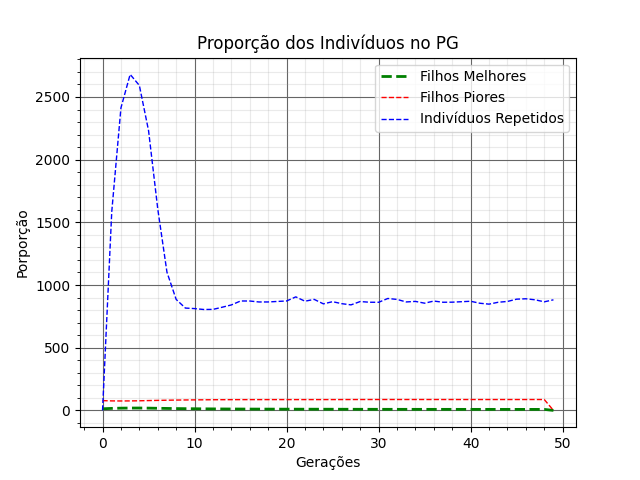 Proporção dos Indivíduos no PG
Filhos Melhores
Filhos Piores
Indivíduos Repetidos
2500
2000
1500
1000
500
0
Porporção
0 10 20 30 40 50
Gerações